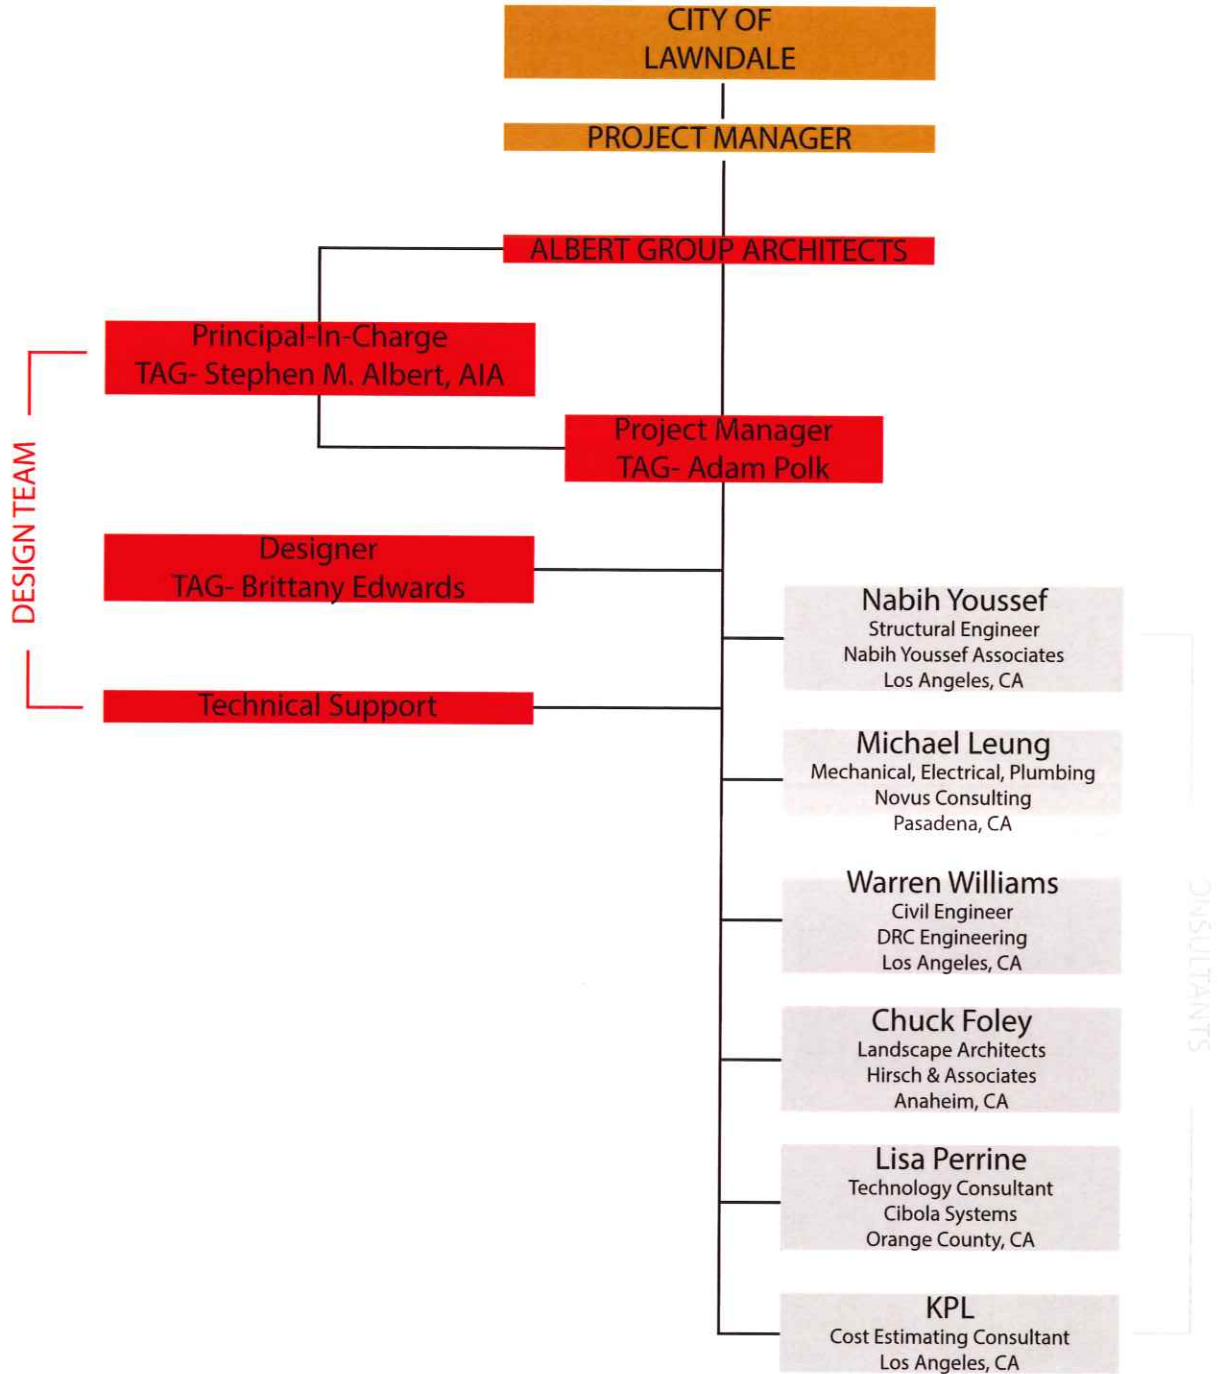 CITY OF
LAWNDALE
PROJECT MANAGER
ALBERT GROUP ARCHITECTS
Principal-In-Charge
TAG- Stephen M. Albert, AIA
Project Manager
TAG- Adam Polk
DESIGN TEAM
Designer
TAG- Brittany Edwards
Technical Support
Nabih Youssef
Structural Engineer
Nabih Youssef Associates
Los Angeles, CA
Michael Leung
Mechanical, Electrical, Plumbing
Novus Consulting
Pasadena, CA
Warren Williams
Civil Engineer
DRC Engineering
Los Angeles, CA
Chuck Foley
Landscape Architects
Hirsch & Associates
Anaheim, CA
Lisa Perrine
Technology Consultant
Cibola Systems
Orange County, CA
KPL
Cost Estimating Consultant
Los Angeles, CA
CONSULTANTS